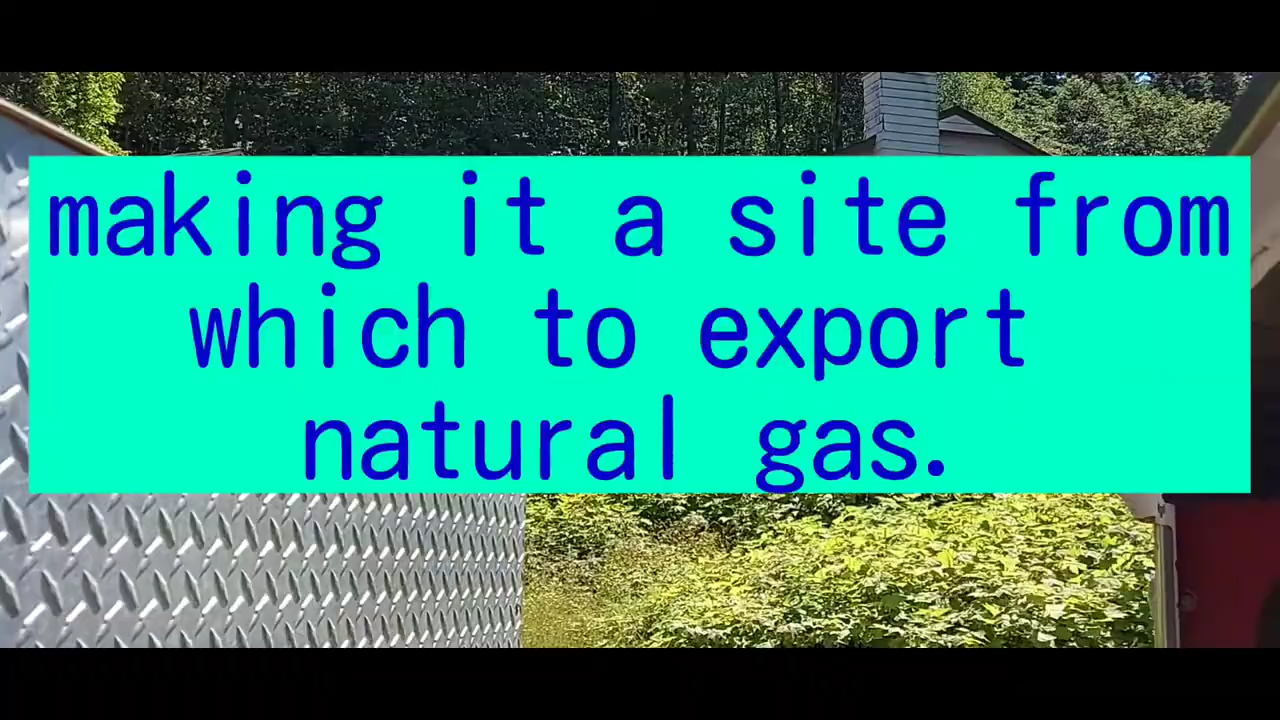 making it a site from
which to export
natural gas.